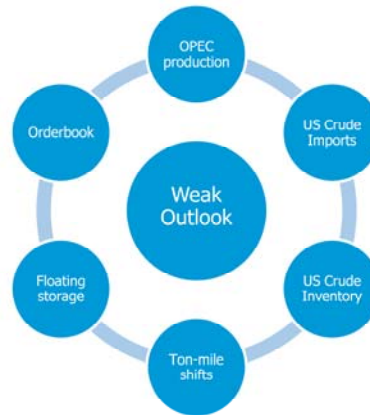 OPEC
production
US Crude
Imports
US Crude
Inventory
Ton-mile
shifts
Floating
storage
Orderbook
Weak
Outlook